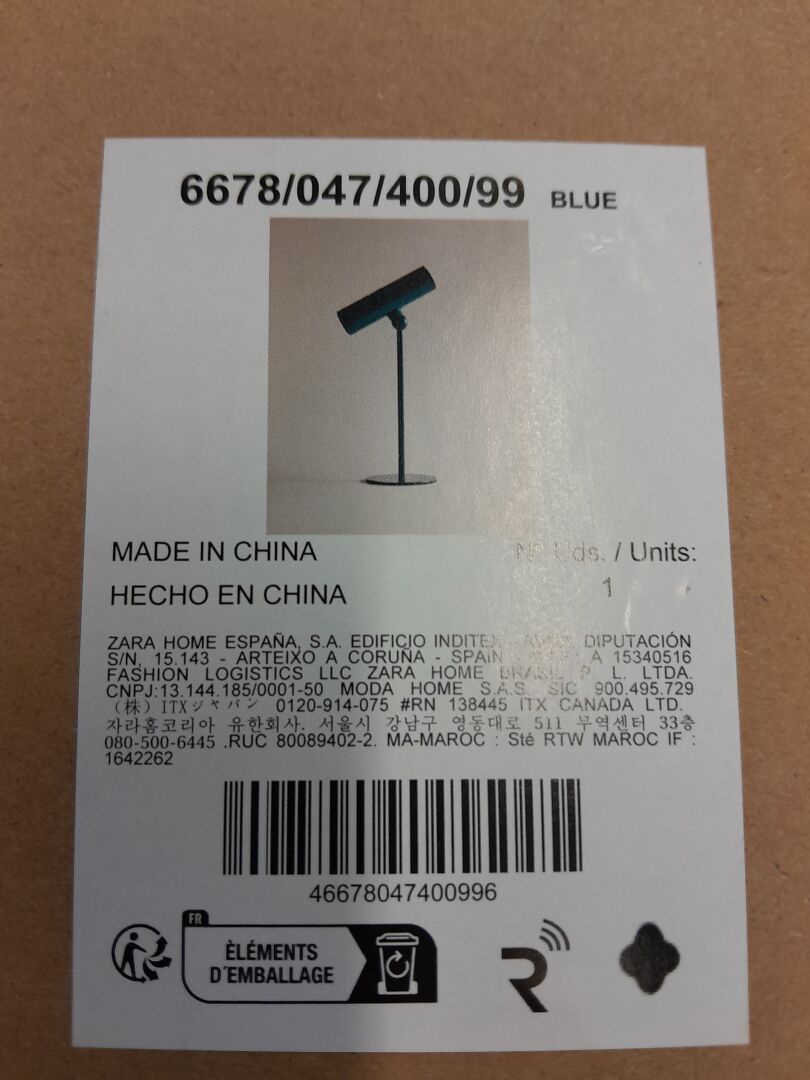 6678/047/400/99 BLUE
MADE IN CHINA
Nº Uds. / Units:
HECHO EN CHINA
1
ZARA HOME ESPAÑA, S.A. EDIFICIO INDITEX DIPUTACIÓN
S/N, 15.143 - ARTEIXO A CORUÑA - SPAIN A 15340516
FASHION LOGISTICS LLC ZARA HOME BRASIL P L. LTDA.
CNPJ:13.144.185/0001-50 MODA HOME S.A.S. SIC 900.495.729
(株) ITXジャパン 0120-914-075 #RN 138445 ITX CANADA LTD.
자라홈코리아 유한회사. 서울시 강남구 영동대로 511 무역센터 33층
080-500-6445 .RUC 80089402-2. MA-MAROC : Sté RTW MAROC IF :
1642262
46678047400996
FR
ÈLÉMENTS
D'EMBALLAGE
R